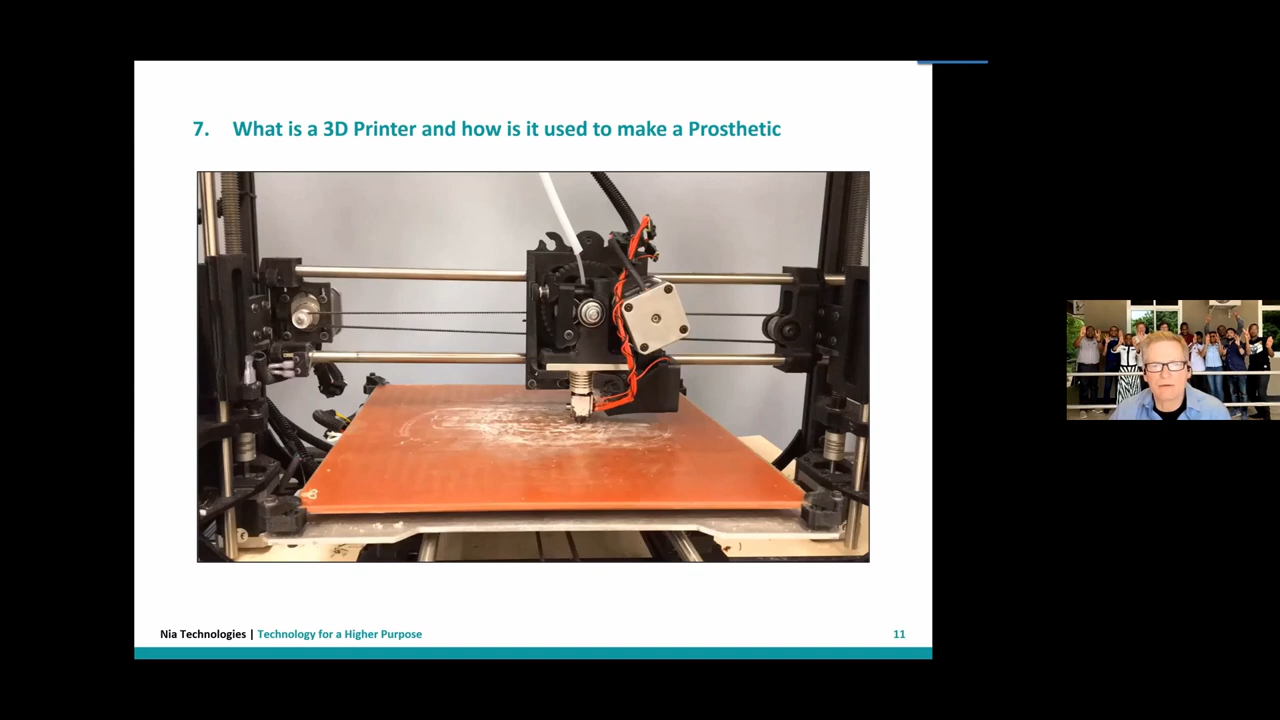 7. What is a 3D Printer and how is it used to make a Prosthetic
Nia Technologies | Technology for a Higher Purpose
11